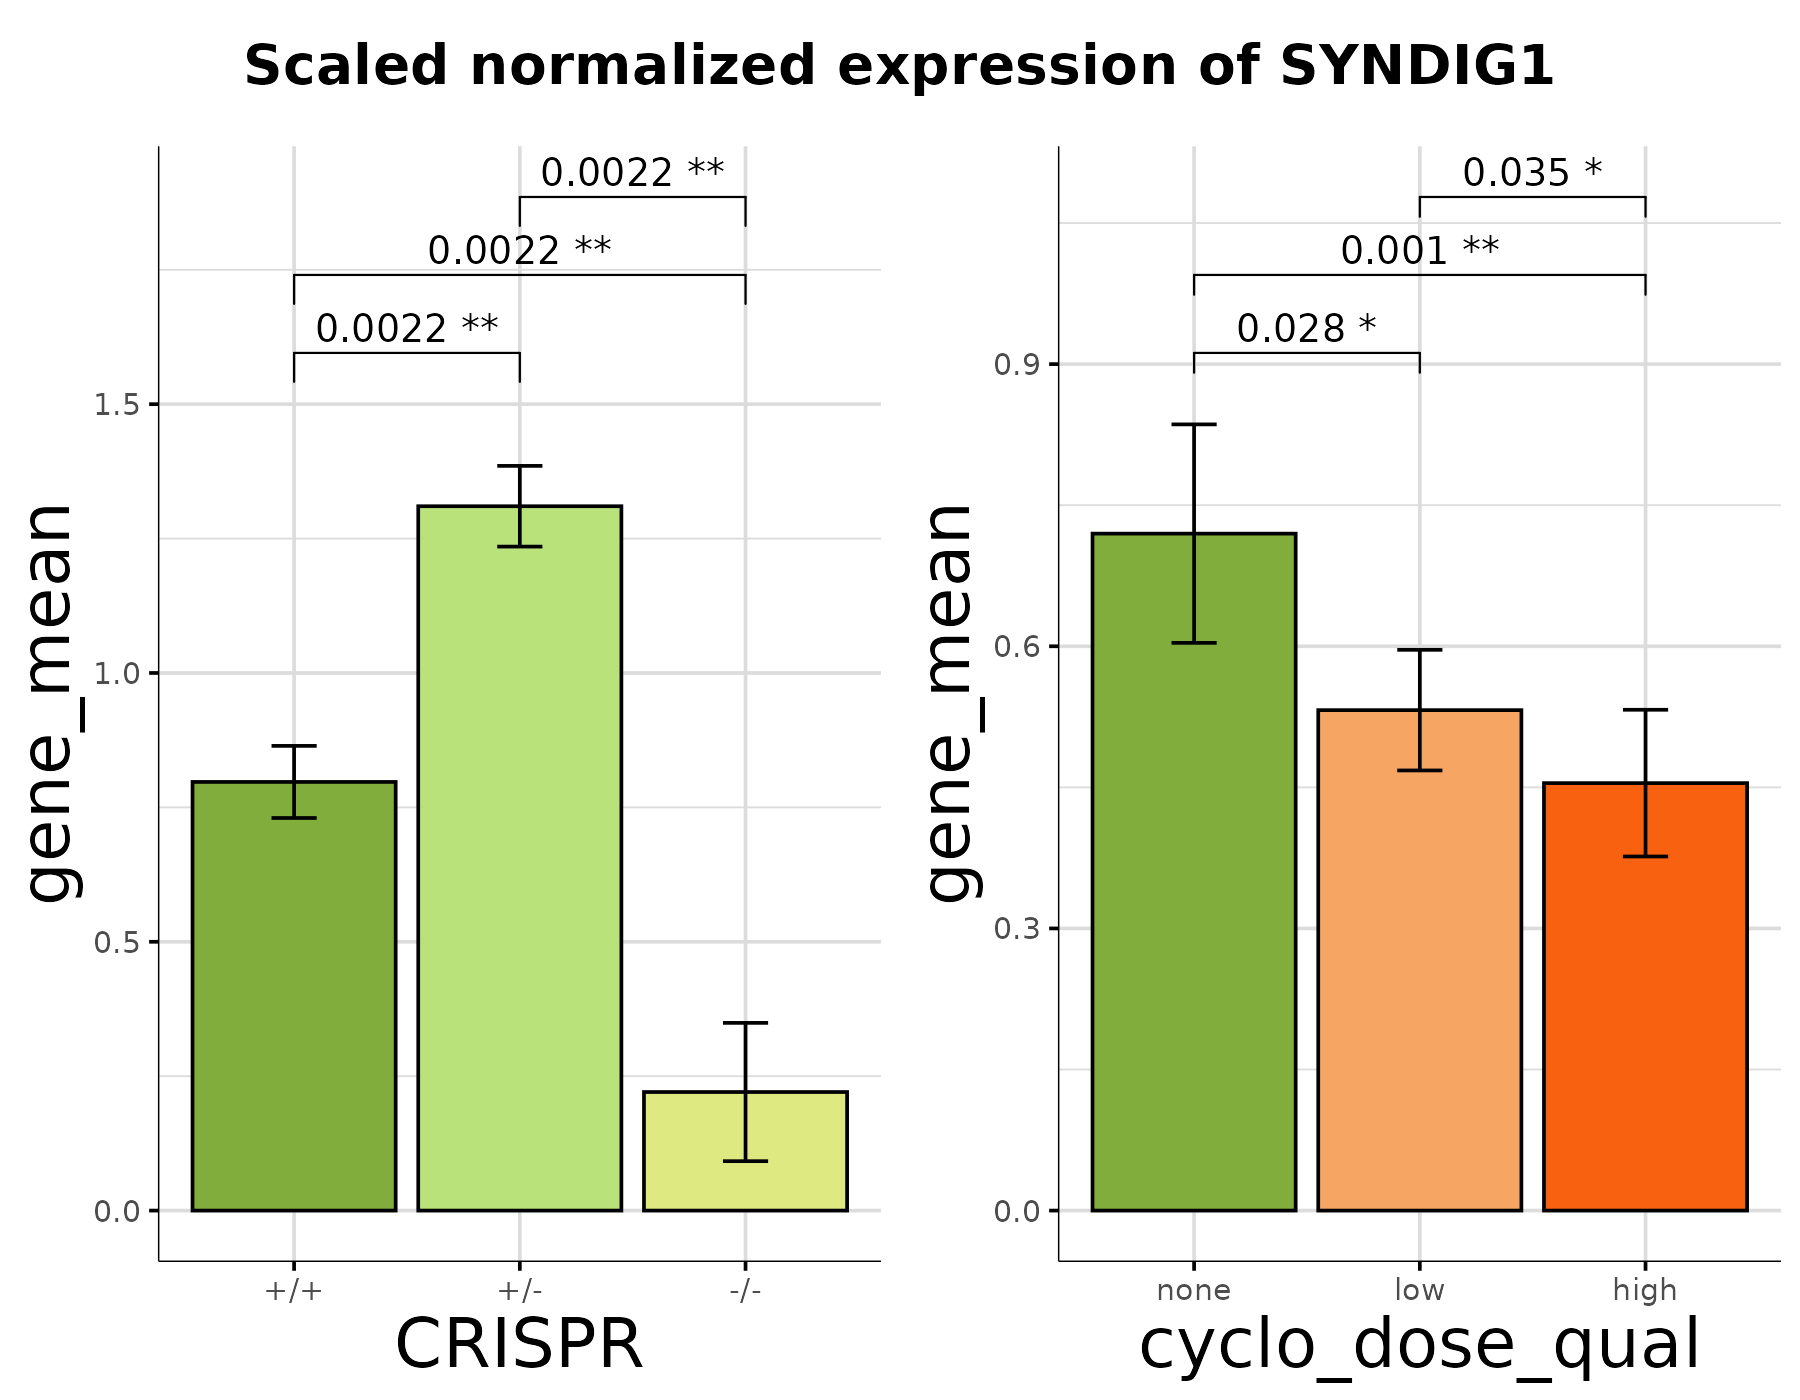 Scaled normalized expression of SYNDIG1
0.0022 **
0.0022 **
0.0022 **
1.5
1.0
0.5
0.0
gene_mean
+/+ +/- -/-
CRISPR
0.035 *
0.001 **
0.028 *
0.9
0.6
0.3
0.0
gene_mean
none low high
cyclo_dose_qual